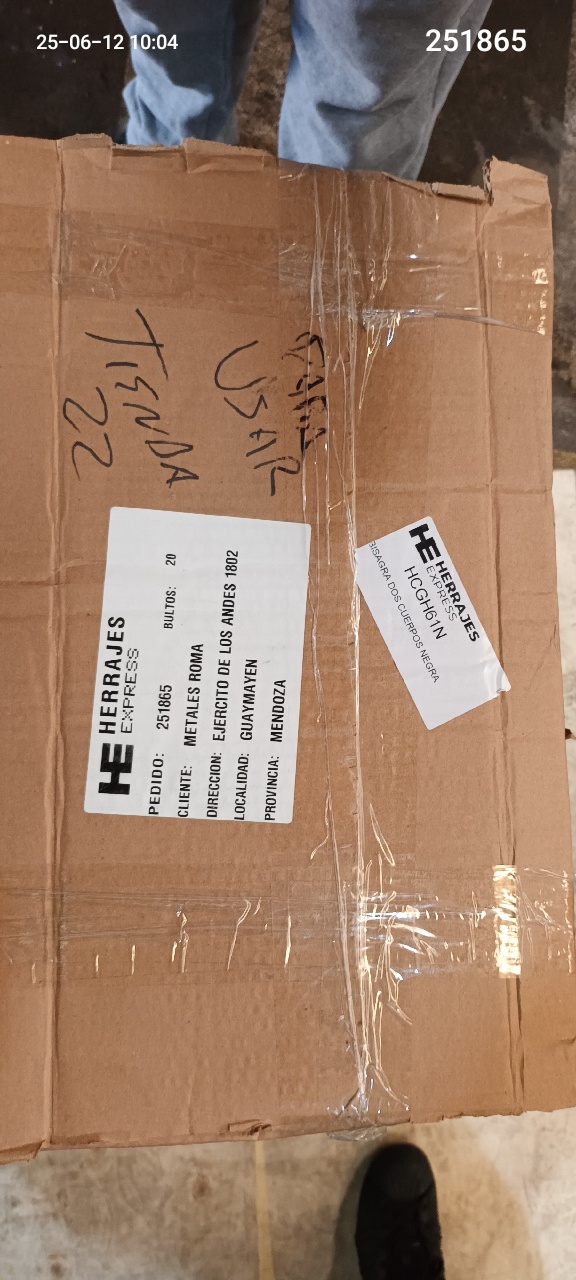 25-06-12 10:04
251865
PARA
USAR
TIENDA
22
HE HERRAJES
EXPRESS
PEDIDO: 251865 BULTOS: 20
CLIENTE: METALES ROMA
DIRECCION: EJERCITO DE LOS ANDES 1802
LOCALIDAD: GUAYMAYEN
PROVINCIA: MENDOZA
HE HERRAJES
EXPRESS
HCGH61N
BISAGRA DOS CUERPOS NEGRA